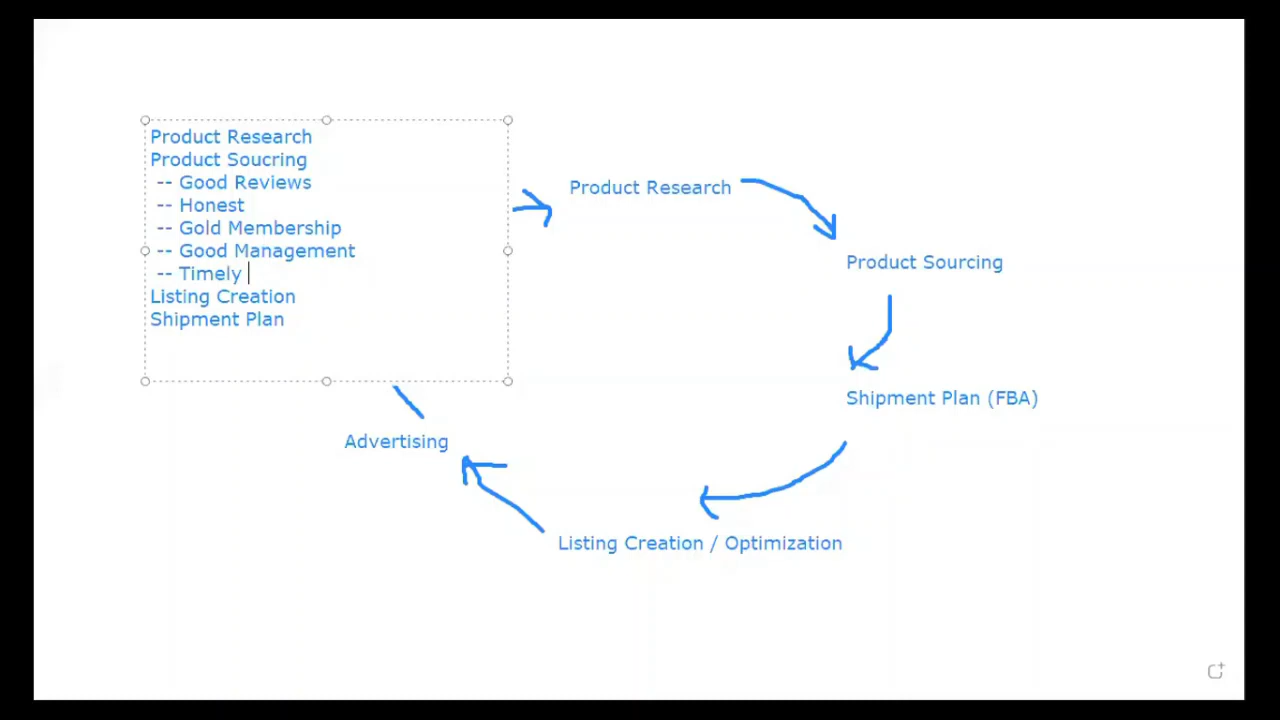 Product Research
Product Soucring
-- Good Reviews
-- Honest
-- Gold Membership
-- Good Management
-- Timely
Listing Creation
Shipment Plan
Product Research
Product Sourcing
Shipment Plan (FBA)
Listing Creation / Optimization
Advertising